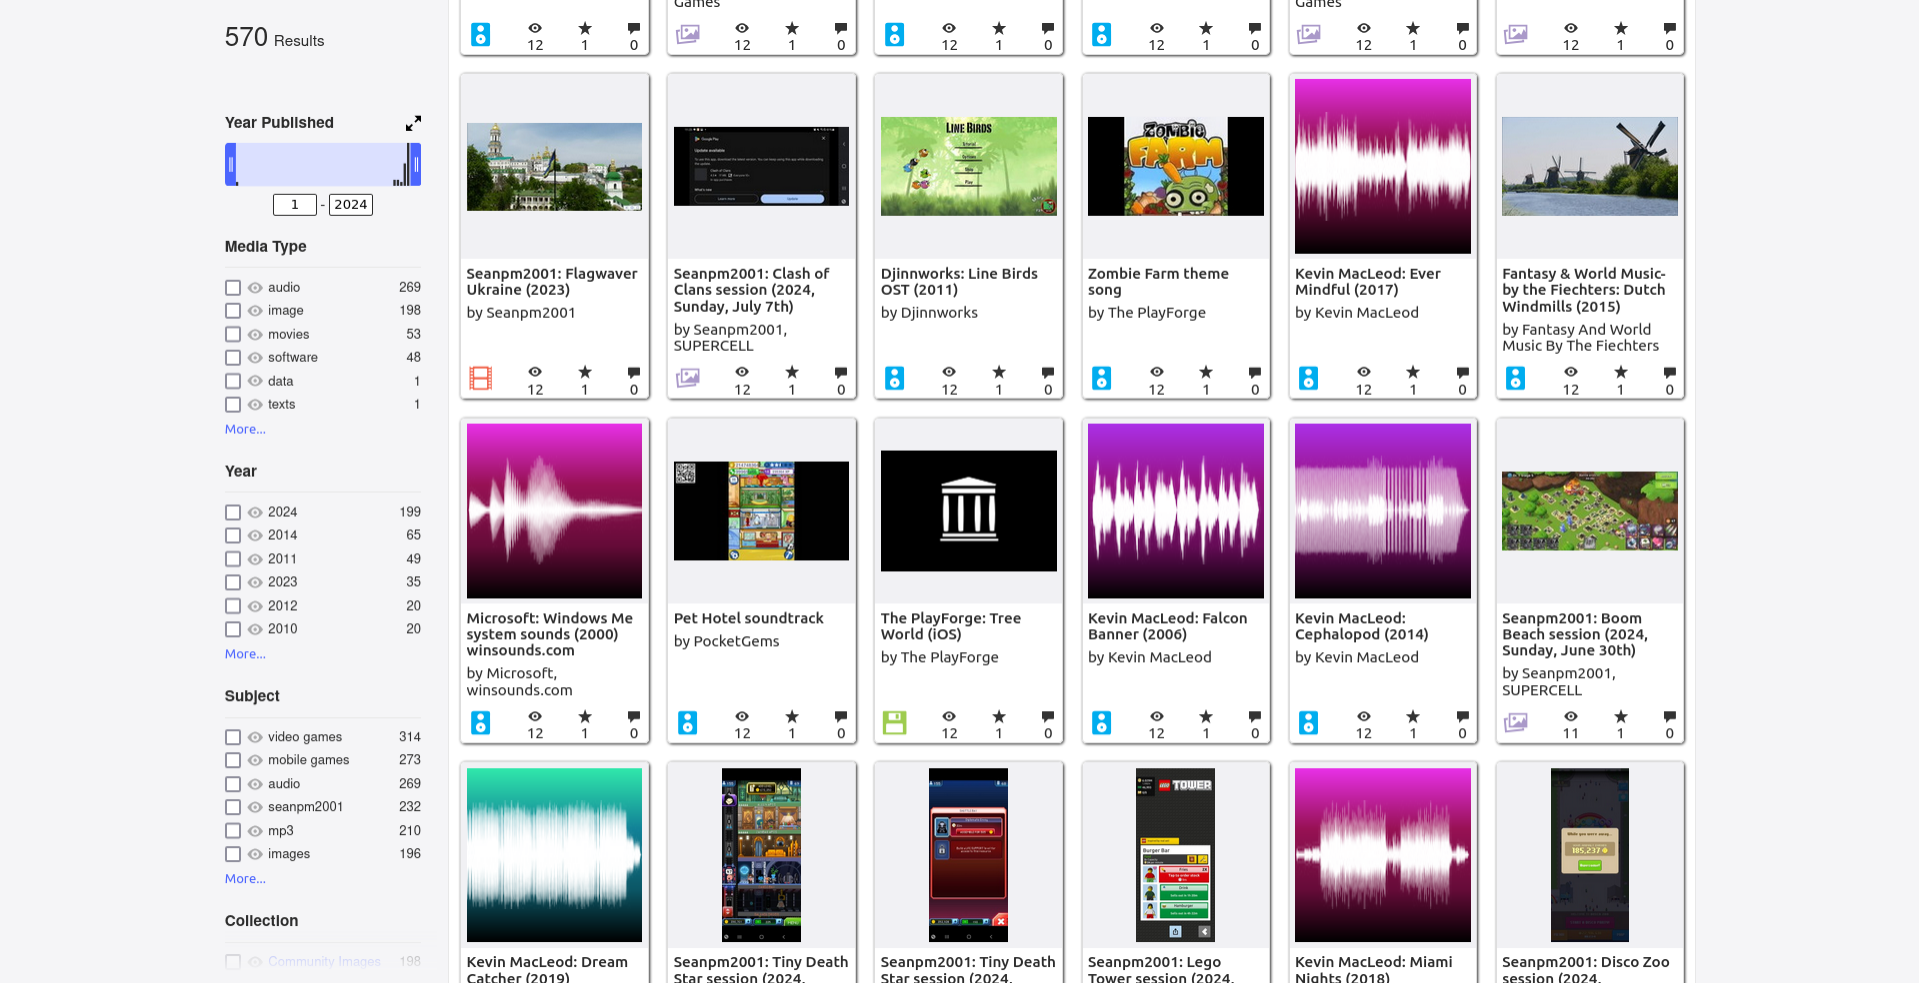 570 Results
Year Published
1 - 2024
Media Type
audio 269
image 198
movies 53
software 48
data 1
texts 1
More...
Year
2024 199
2014 65
2011 49
2023 35
2012 20
2010 20
More...
Subject
video games 314
mobile games 273
audio 269
seanpm2001 232
mp3 210
images 196
More...
Collection
Community Images 198
Games
Games
12 1 0
12 1 0
12 1 0
12 1 0
12 1 0
12 1 0
Seanpm2001: Flagwaver
Ukraine (2023)
by Seanpm2001
12 1 0
Update available
Seanpm2001: Clash of
Clans session (2024,
Sunday, July 7th)
by Seanpm2001,
SUPERCELL
12 1 0
LINE BIRDS
Djinnworks: Line Birds
OST (2011)
by Djinnworks
12 1 0
ZOMBIE
FARM
Zombie Farm theme
song
by The PlayForge
12 1 0
Kevin MacLeod: Ever
Mindful (2017)
by Kevin MacLeod
12 1 0
Fantasy & World Music-
by the Fiechters: Dutch
Windmills (2015)
by Fantasy And World
Music By The Fiechters
12 1 0
Microsoft: Windows Me
system sounds (2000)
winsounds.com
by Microsoft,
winsounds.com
12 1 0
Pet Hotel soundtrack
by PocketGems
12 1 0
The PlayForge: Tree
World (iOS)
by The PlayForge
12 1 0
Kevin MacLeod: Falcon
Banner (2006)
by Kevin MacLeod
12 1 0
Kevin MacLeod:
Cephalopod (2014)
by Kevin MacLeod
12 1 0
Seanpm2001: Boom
Beach session (2024,
Sunday, June 30th)
by Seanpm2001,
SUPERCELL
11 1 0
Kevin MacLeod: Dream
Catcher (2019)
Seanpm2001: Tiny Death
Star session (2024,
Seanpm2001: Tiny Death
Star session (2024,
LEGO TOWER
Burger Bar
Seanpm2001: Lego
Tower session (2024,
Kevin MacLeod: Miami
Nights (2018)
While you were away...
185,237
Seanpm2001: Disco Zoo
session (2024,